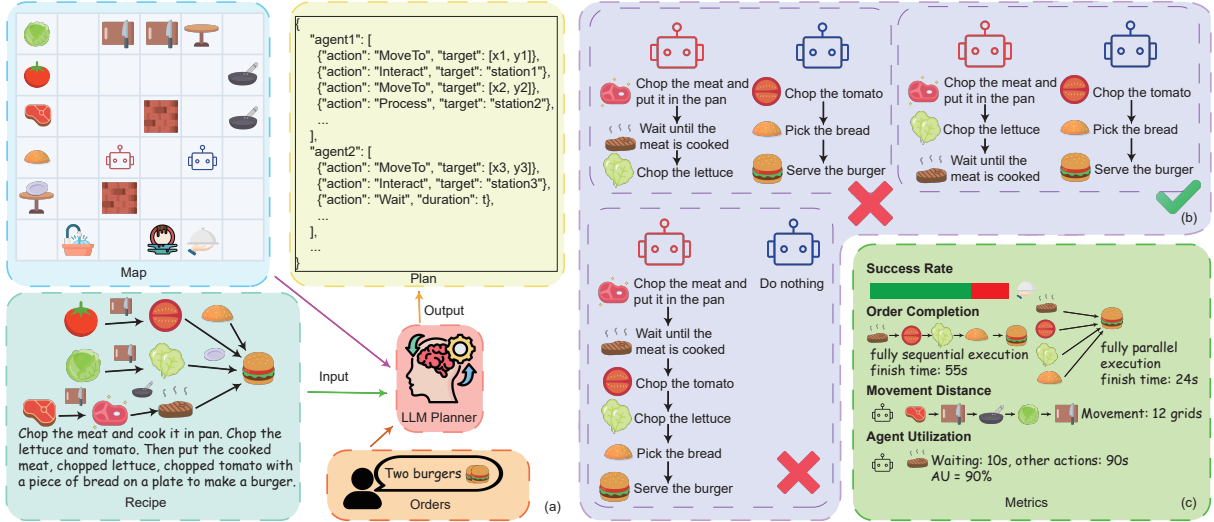 Map
{
"agent1": [
{"action": "MoveTo", "target": [x1, y1]},
{"action": "Interact", "target": "station1"},
{"action": "MoveTo", "target": [x2, y2]},
{"action": "Process", "target": "station2"},
...
],
"agent2": [
{"action": "MoveTo", "target": [x3, y3]},
{"action": "Interact", "target": "station3"},
{"action": "Wait", "duration": t},
...
],
...
}
Plan
Output
Input
LLM Planner
Chop the meat and cook it in pan. Chop the
lettuce and tomato. Then put the cooked
meat, chopped lettuce, chopped tomato with
a piece of bread on a plate to make a burger.
Recipe
Two burgers
Orders
(a)
Chop the meat and
put it in the pan
Wait until the
meat is cooked
Chop the lettuce
Chop the tomato
Pick the bread
Serve the burger
Chop the meat and
put it in the pan
Chop the lettuce
Wait until the
meat is cooked
Chop the tomato
Pick the bread
Serve the burger
(b)
Chop the meat and
put it in the pan
Wait until the
meat is cooked
Chop the tomato
Chop the lettuce
Pick the bread
Serve the burger
Do nothing
Success Rate
Order Completion
fully sequential execution
finish time: 55s
fully parallel
execution
finish time: 24s
Movement Distance
Movement: 12 grids
Agent Utilization
Waiting: 10s, other actions: 90s
AU = 90%
Metrics
(c)